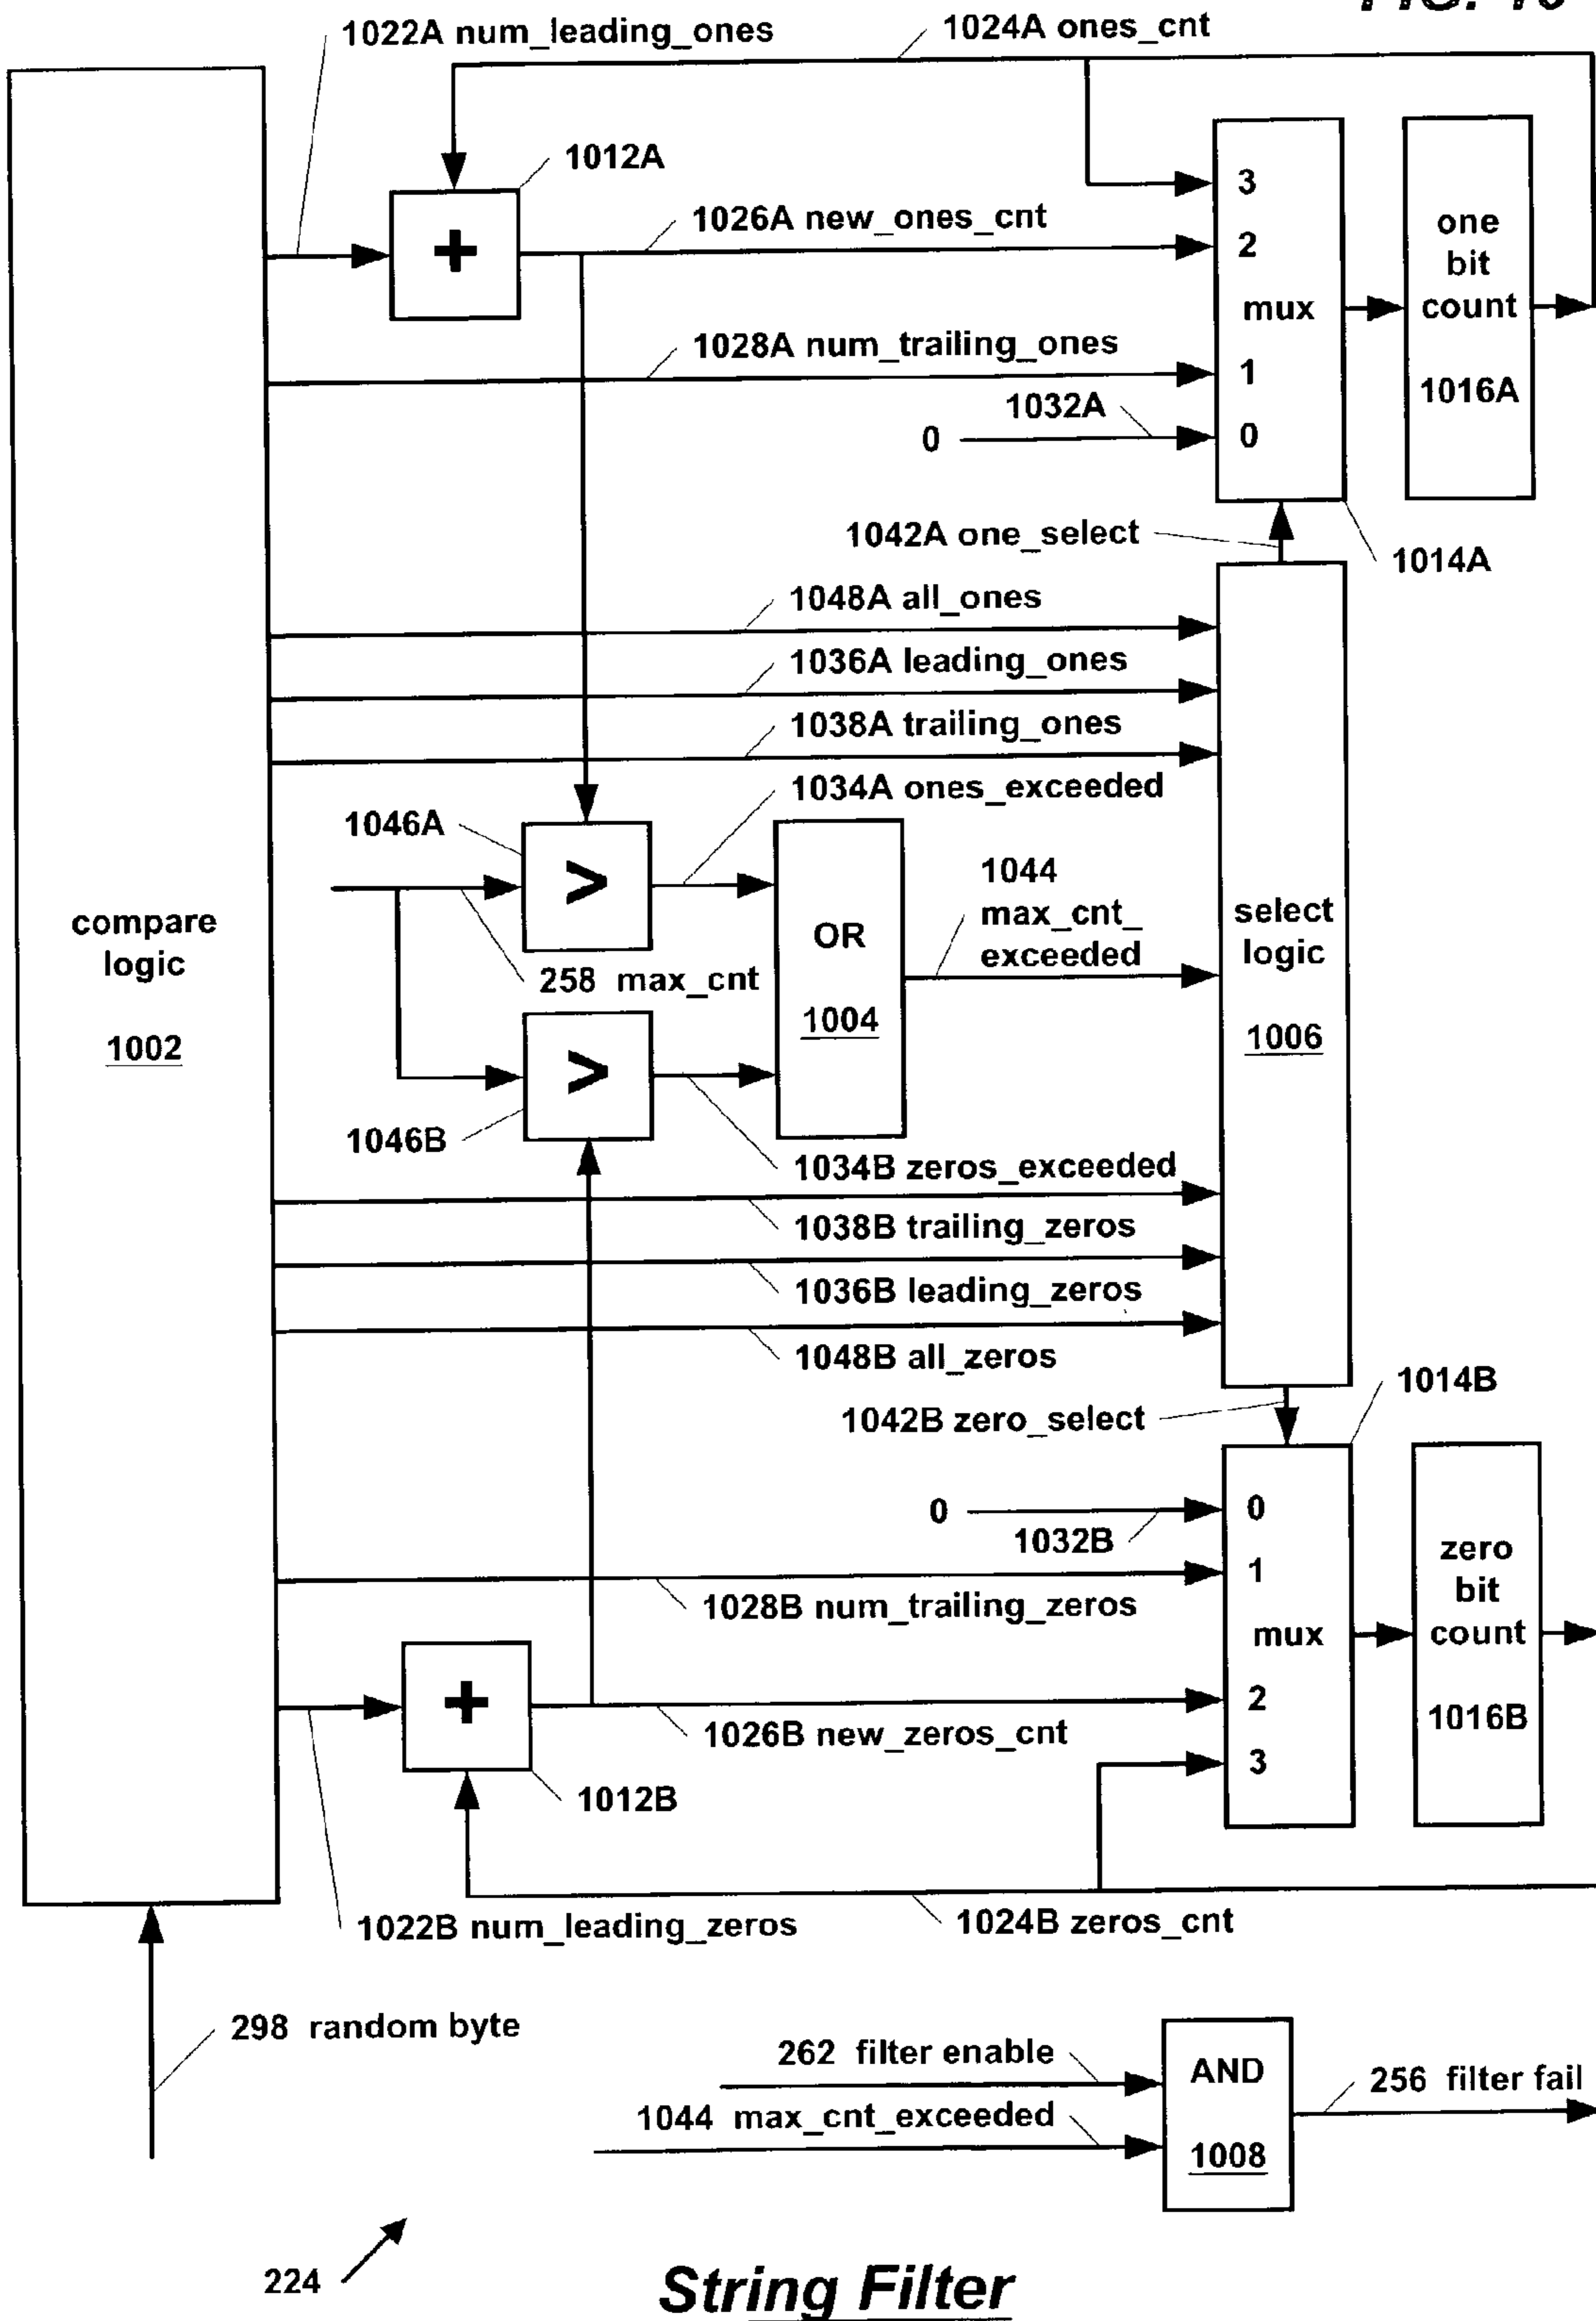 FIG. 10
1022A num_leading_ones
1024A ones_cnt
1012A
+
1026A new_ones_cnt
1028A num_trailing_ones
1032A
0
3
2
mux
1
0
one
bit
count
1016A
1042A one_select
1014A
1048A all_ones
1036A leading_ones
1038A trailing_ones
1034A ones_exceeded
1046A
>
258 max_cnt
compare
logic
1002
OR
1004
1044
max_cnt_
exceeded
select
logic
1006
>
1046B
1034B zeros_exceeded
1038B trailing_zeros
1036B leading_zeros
1048B all_zeros
1042B zero_select
1014B
0
1032B
0
1
mux
2
3
zero
bit
count
1016B
1028B num_trailing_zeros
+
1026B new_zeros_cnt
1012B
1022B num_leading_zeros
1024B zeros_cnt
298 random byte
262 filter enable
1044 max_cnt_exceeded
AND
1008
256 filter fail
224
String Filter